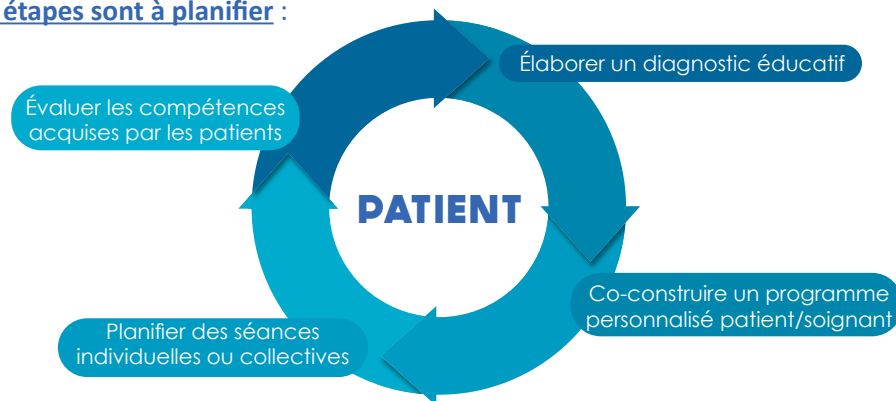 étapes sont à planifier :
Élaborer un diagnostic éducatif
Évaluer les compétences
acquises par les patients
PATIENT
Co-construire un programme
personnalisé patient/soignant
Planifier des séances
individuelles ou collectives